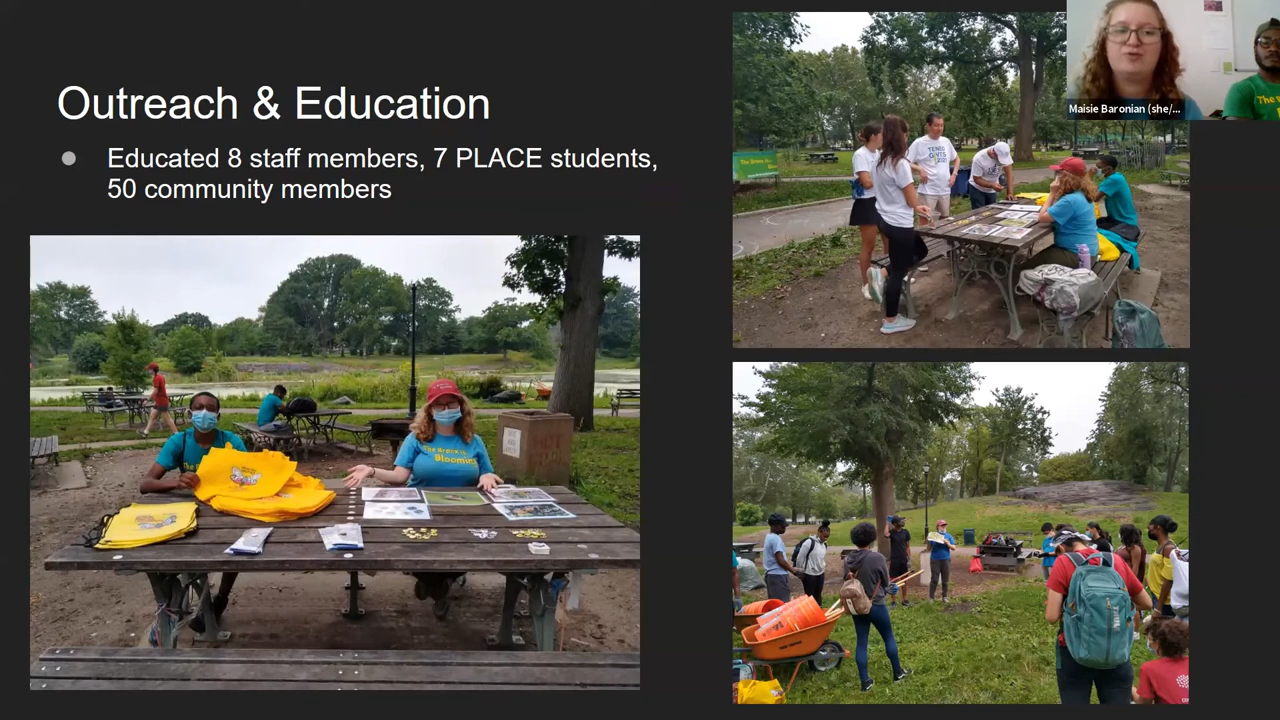 Outreach & Education
Educated 8 staff members, 7 PLACE students,
50 community members
Maisie Baronian (she/...
The Bronx is
Blooming